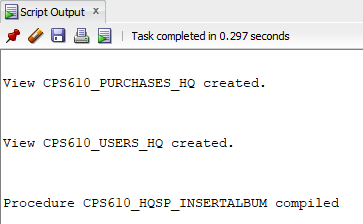 Script Output x
Task completed in 0.297 seconds
View CPS610_PURCHASES_HQ created.
View CPS610_USERS_HQ created.
Procedure CPS610_HQSP_INSERTALBUM compiled